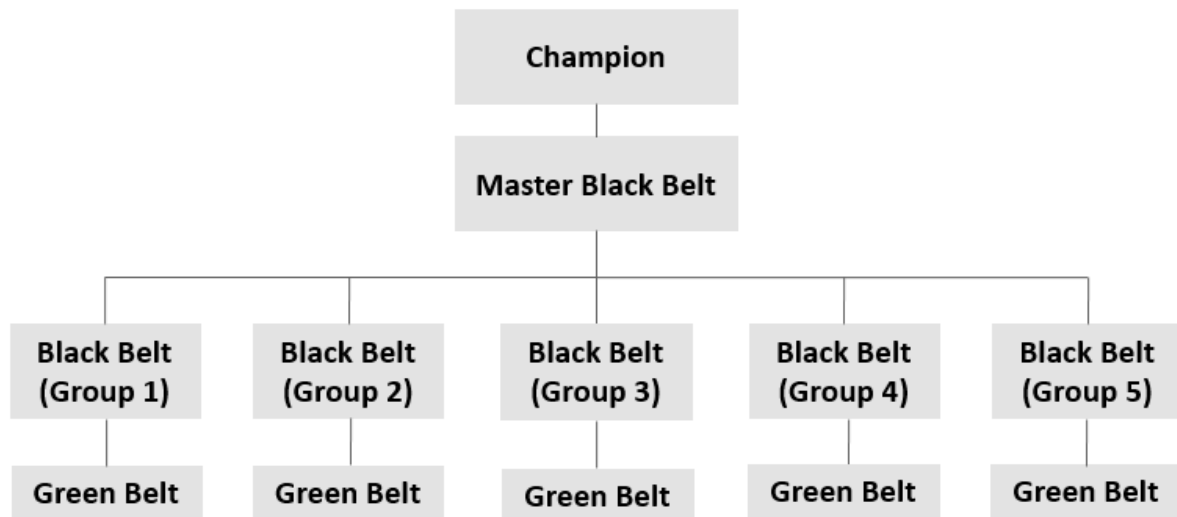 Champion
Master Black Belt
Black Belt
(Group 1)
Black Belt
(Group 2)
Black Belt
(Group 3)
Black Belt
(Group 4)
Black Belt
(Group 5)
Green Belt
Green Belt
Green Belt
Green Belt
Green Belt